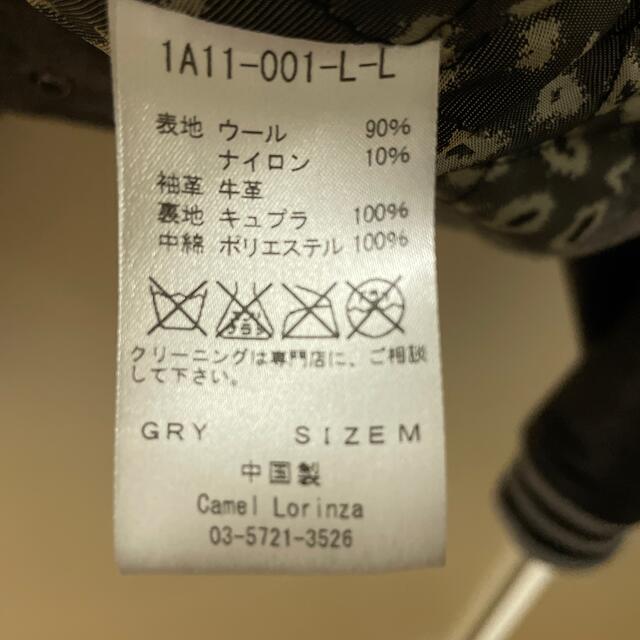 1A11-001-L-L
表地 ウール 90%
ナイロン 10%
袖革 牛革
裏地 キュプラ 100%
中綿 ポリエステル 100%
クリーニングは専門店に、ご相談
して下さい。
GRY SIZE M
中国製
Camel Lorinza
03-5721-3526